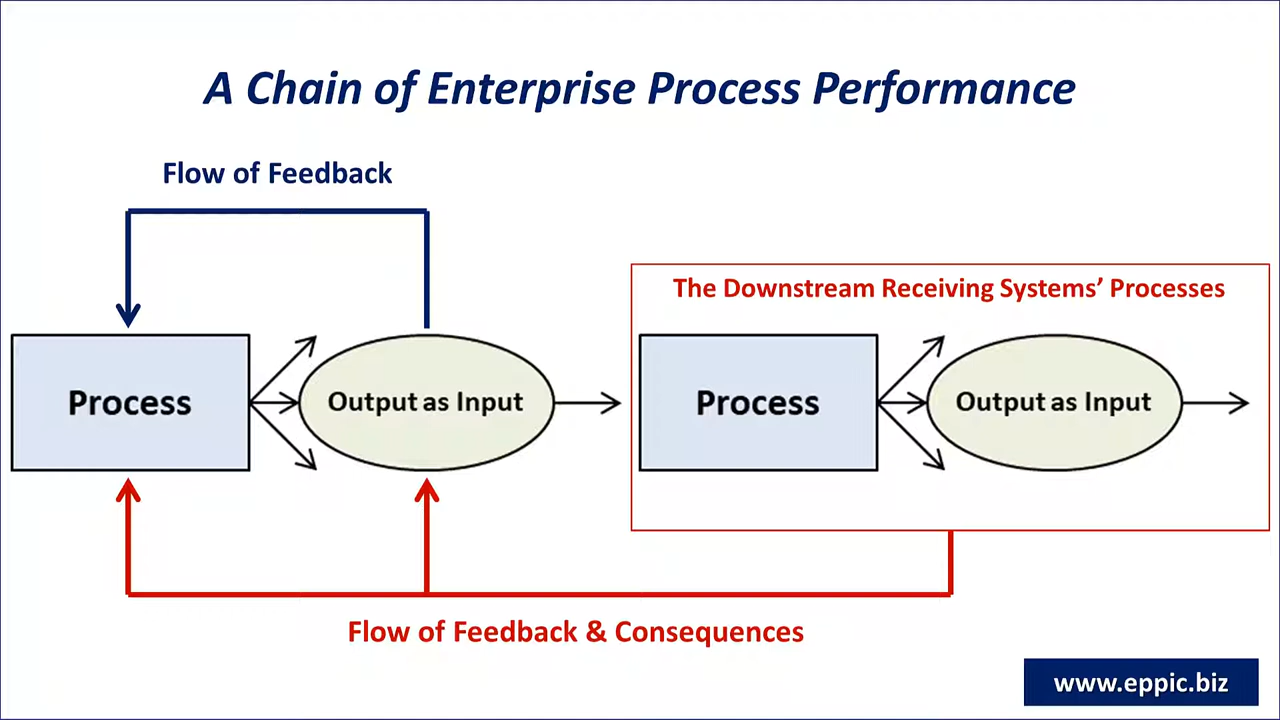 A Chain of Enterprise Process Performance
Flow of Feedback
The Downstream Receiving Systems’ Processes
Process
Output as Input
Process
Output as Input
Flow of Feedback & Consequences
www.eppic.biz